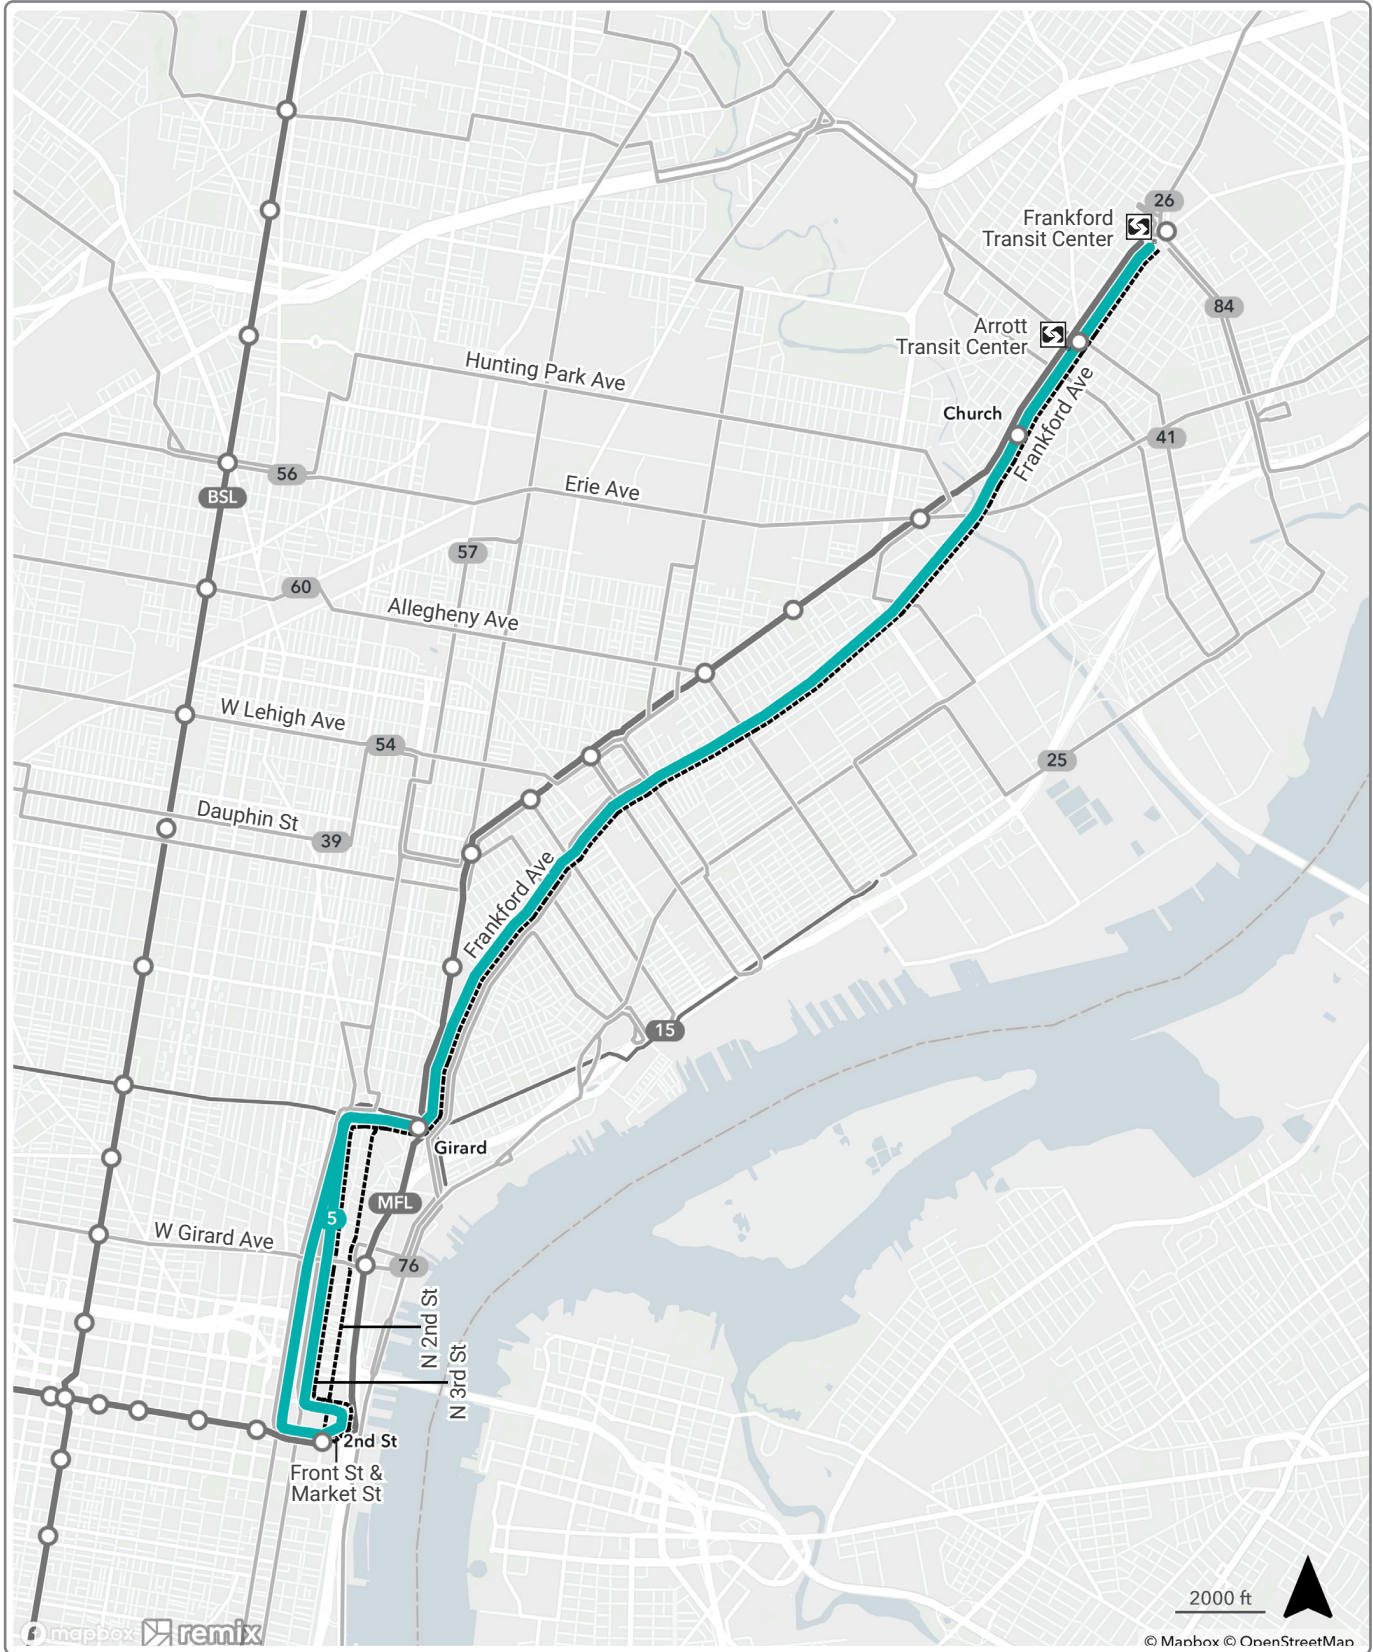 26
Frankford
Transit Center
84
Arrott
Transit Center
Hunting Park Ave
Frankford Ave
Church
41
56
Erie Ave
BSL
57
60
Allegheny Ave
W Lehigh Ave
54
25
Dauphin St
39
Frankford Ave
15
Girard
MFL
5
W Girard Ave
76
N 2nd St
N 3rd St
2nd St
Front St &
Market St
2000 ft
mapbox remix
© Mapbox © OpenStreetMap